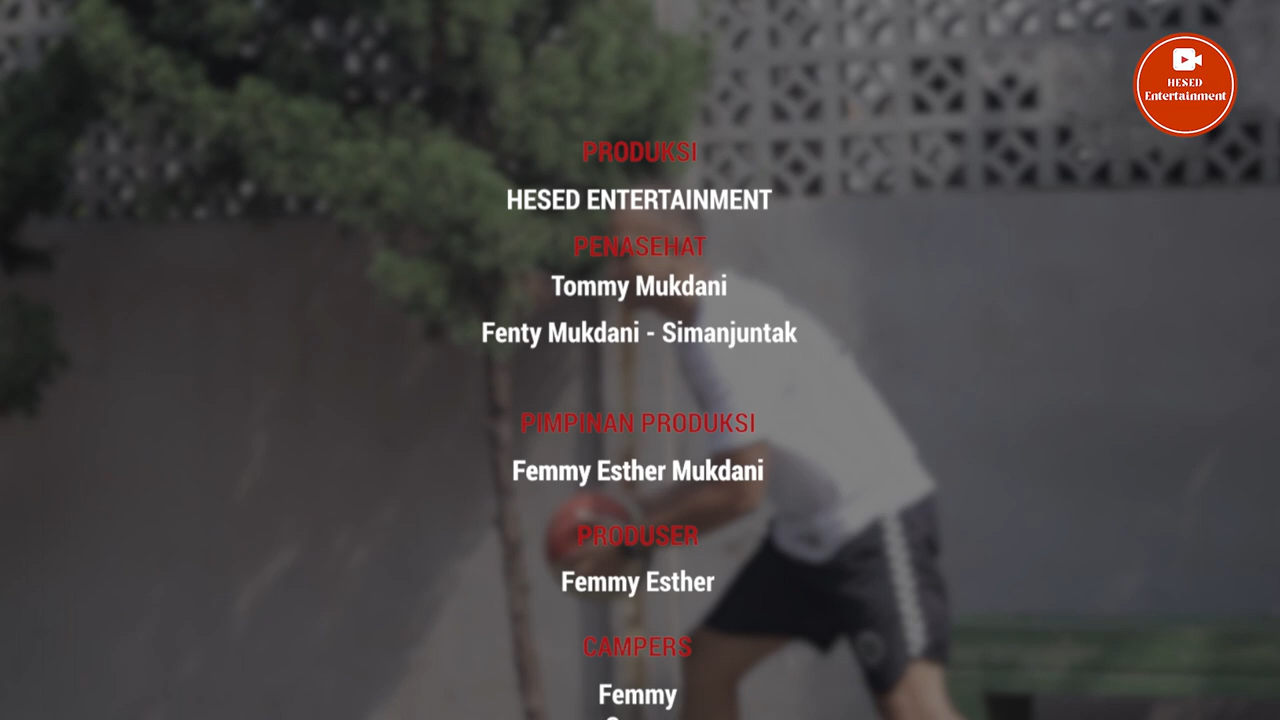 HESED
Entertainment
PRODUKSI
HESED ENTERTAINMENT
PENASEHAT
Tommy Mukdani
Fenty Mukdani - Simanjuntak
PIMPINAN PRODUKSI
Femmy Esther Mukdani
PRODUSER
Femmy Esther
CAMPERS
Femmy